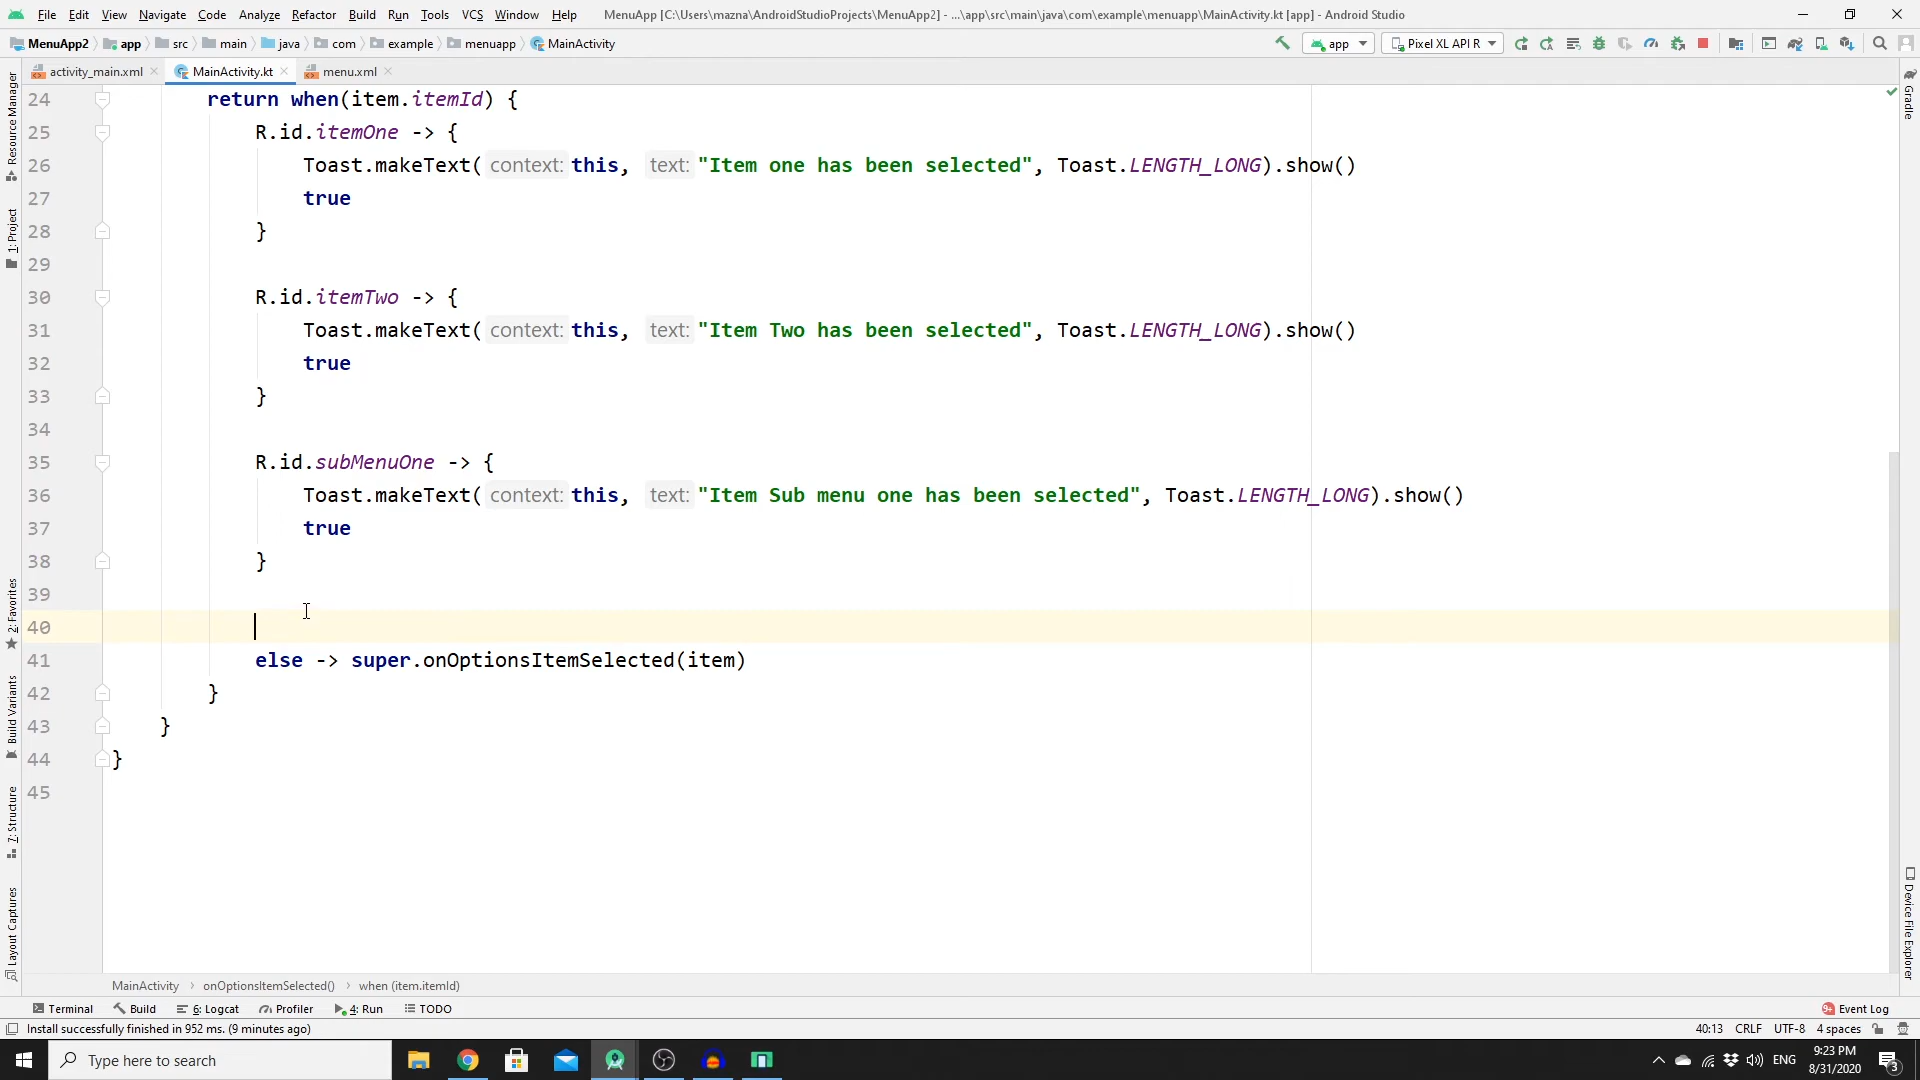 File Edit View Navigate Code Analyze Refactor Build Run Tools VCS Window Help MenuApp [C:\Users\mazna\AndroidStudioProjects\MenuApp2] - ...\app\src\main\java\com\example\menuapp\MainActivity.kt [app] - Android Studio
MenuApp2 app src main java com example menuapp MainActivity app Pixel XL API R
activity_main.xml MainActivity.kt menu.xml
24 return when(item.itemId) {
25 R.id.itemOne -> {
26 Toast.makeText( context: this, text: "Item one has been selected", Toast.LENGTH_LONG).show()
27 true
28 }
29
30 R.id.itemTwo -> {
31 Toast.makeText( context: this, text: "Item Two has been selected", Toast.LENGTH_LONG).show()
32 true
33 }
34
35 R.id.subMenuOne -> {
36 Toast.makeText( context: this, text: "Item Sub menu one has been selected", Toast.LENGTH_LONG).show()
37 true
38 }
39
40
41 else -> super.onOptionsItemSelected(item)
42 }
43 }
44 }
45
Resource Manager
1: Project
2: Favorites
Build Variants
7: Structure
Layout Captures
Gradle
Device File Explorer
MainActivity › onOptionsItemSelected() › when (item.itemId)
Terminal Build 6: Logcat Profiler 4: Run TODO 9 Event Log
Install successfully finished in 952 ms. (9 minutes ago) 40:13 CRLF UTF-8 4 spaces
Type here to search ENG 9:23 PM 3
8/31/2020